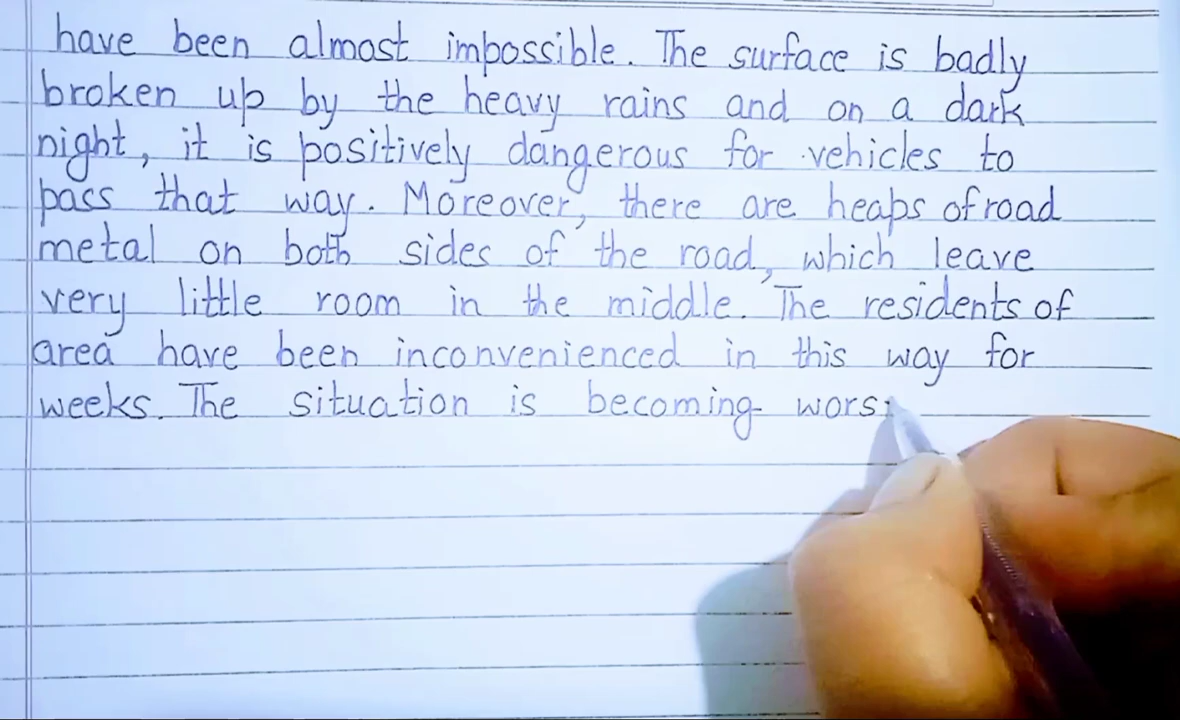 have been almost impossible. The surface is badly
broken up by the heavy rains and on a dark
night, it is positively dangerous for vehicles to
pass that way. Moreover, there are heaps of road
metal on both sides of the road, which leave
very little room in the middle. The residents of
area have been inconvenienced in this way for
weeks. The situation is becoming